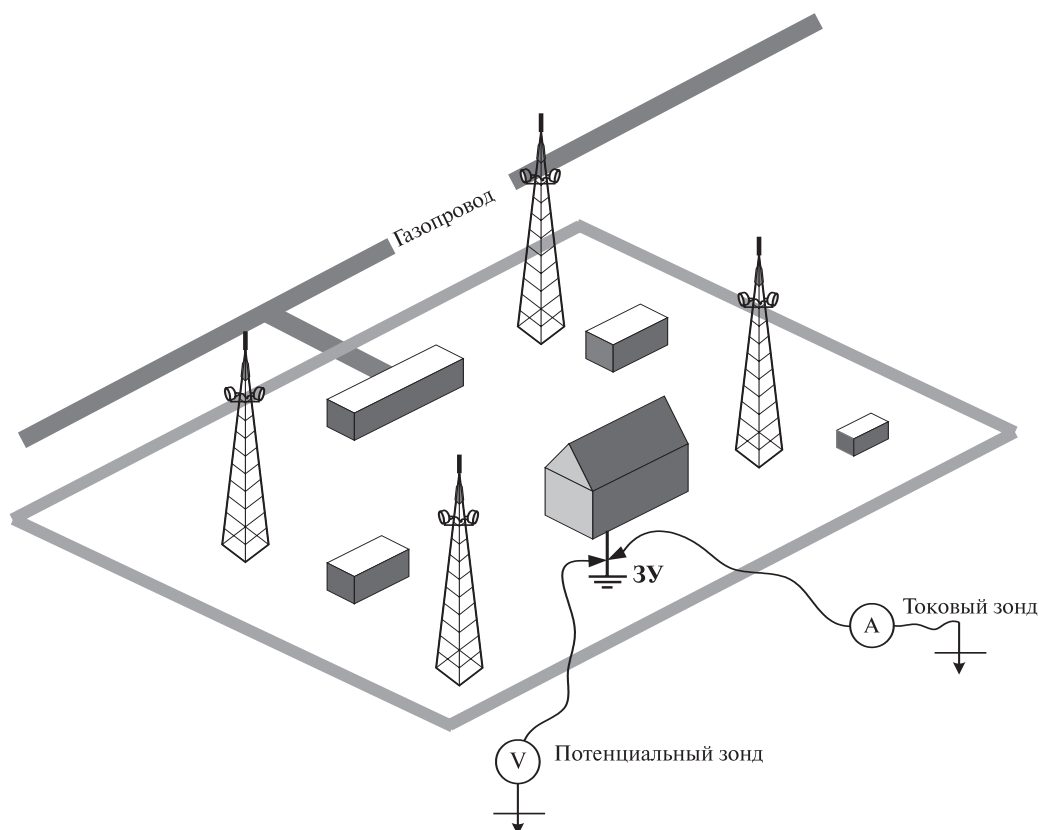 Газопровод
ЗУ
Токовый зонд
A
V
Потенциальный зонд